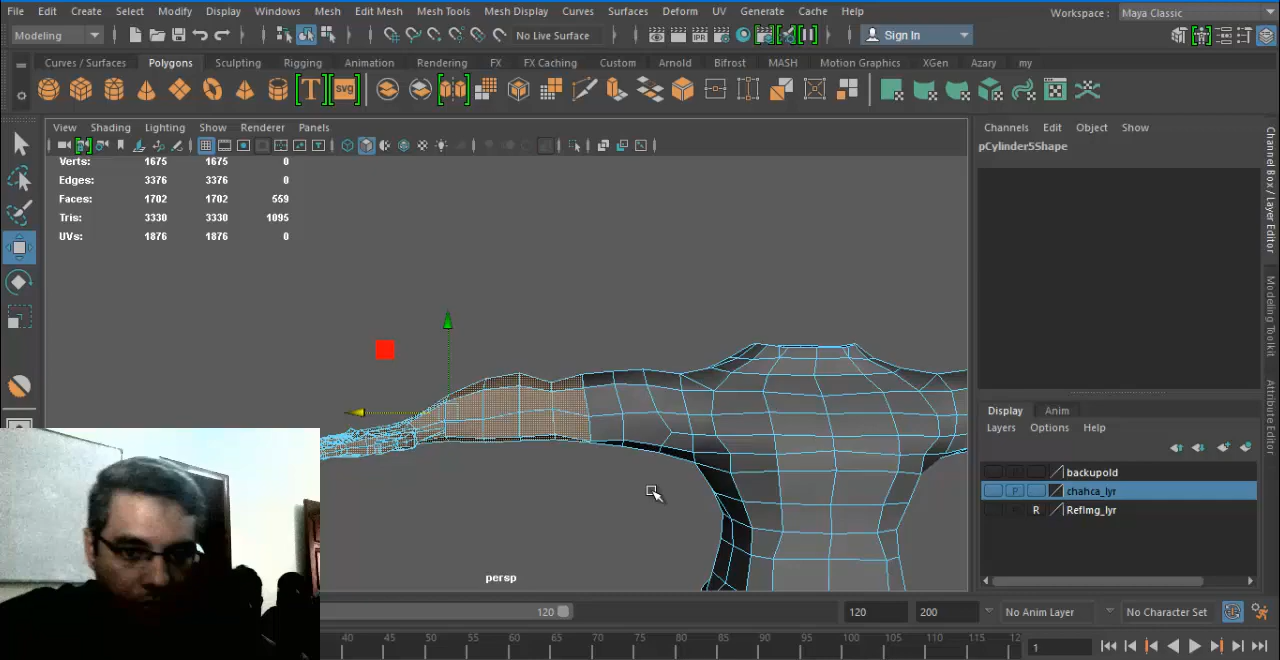 File Edit Create Select Modify Display Windows Mesh Edit Mesh Mesh Tools Mesh Display Curves Surfaces Deform UV Generate Cache Help Workspace : Maya Classic
Modeling No Live Surface IPR Sign In
Curves / Surfaces Polygons Sculpting Rigging Animation Rendering FX FX Caching Custom Arnold Bifrost MASH Motion Graphics XGen Azary my
T SVG
View Shading Lighting Show Renderer Panels
Channels Edit Object Show
pCylinder5Shape
Verts: 1675 1675 0
Edges: 3376 3376 0
Faces: 1702 1702 559
Tris: 3330 3330 1095
UVs: 1876 1876 0
Channel Box / Layer Editor
Modeling Toolkit
Attribute Editor
Display Anim
Layers Options Help
backupold
P chahca_lyr
R RefImg_lyr
persp
120 120 200 No Anim Layer No Character Set
40 45 50 55 60 65 70 75 80 85 90 95 100 105 110 115 12 1